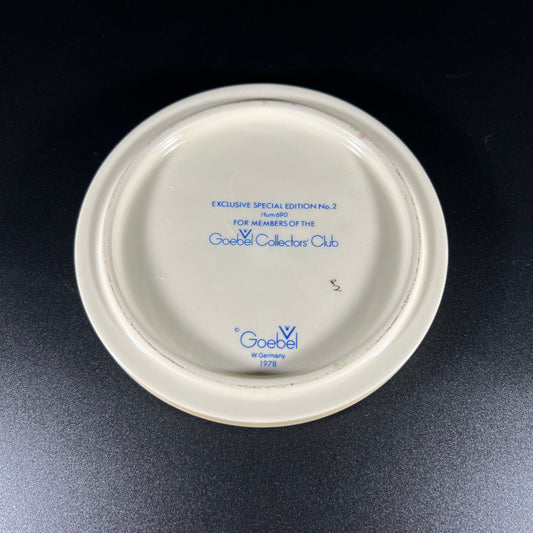 EXCLUSIVE SPECIAL EDITION No. 2
Hum 690
FOR MEMBERS OF THE
Goebel Collectors' Club
© Goebel
W. Germany
1978